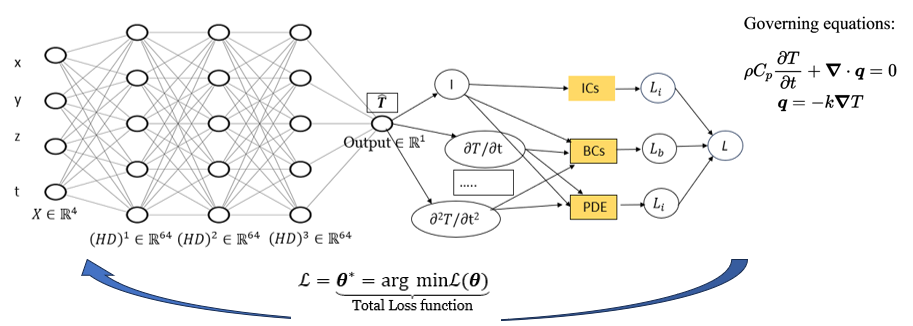 Governing equations:
ρC_p ∂T/∂t + ∇ · q = 0
q = −k∇T
x
y
z
t
X ∈ ℝ⁴
(HD)¹ ∈ ℝ⁶⁴ (HD)² ∈ ℝ⁶⁴ (HD)³ ∈ ℝ⁶⁴
T̂
Output ∈ ℝ¹
I
∂T/∂t
.....
∂²T/∂t²
ICs
BCs
PDE
L_i
L_b
L_i
L
ℒ = θ* = arg minℒ(θ)
Total Loss function